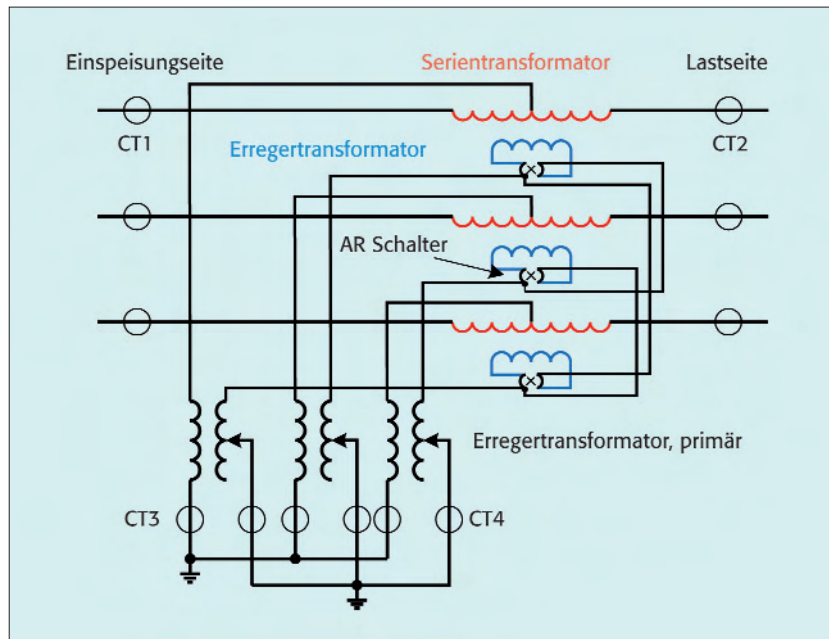 Einspeisungseite
Serientransformator
Lastseite
CT1
CT2
Erregertransformator
AR Schalter
Erregertransformator, primär
CT3
CT4